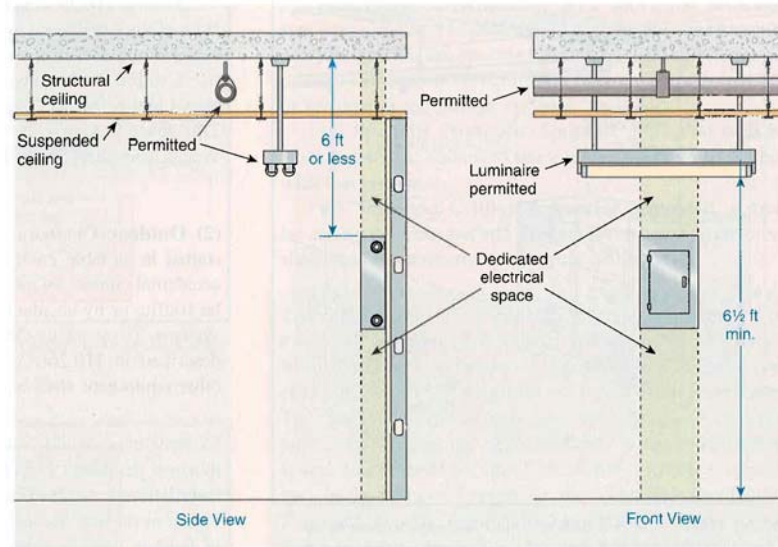 Structural
ceiling
Suspended
ceiling
Permitted
6 ft
or less
Side View
Permitted
Luminaire
permitted
Dedicated
electrical
space
6½ ft
min.
Front View